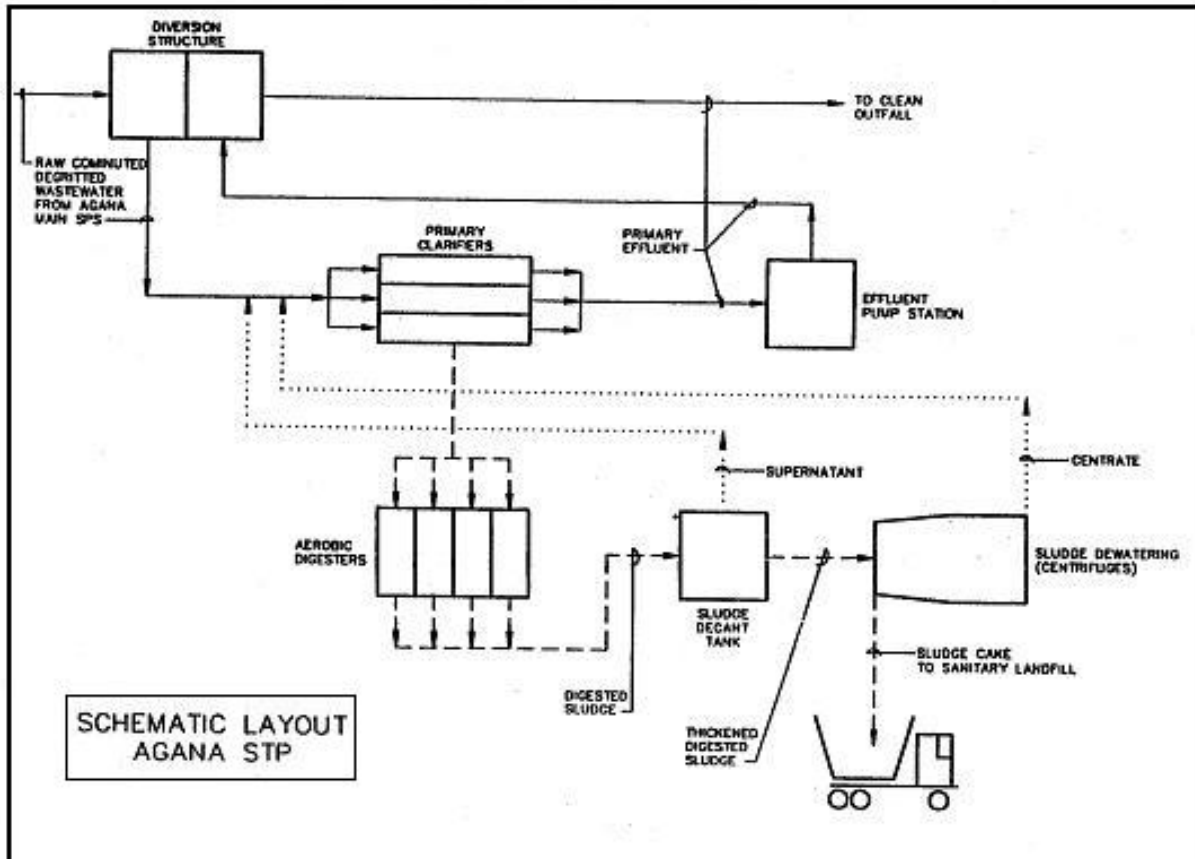 DIVERSION
STRUCTURE
TO CLEAN
OUTFALL
RAW COMINUTED
DEGRITTED
WASTEWATER
FROM AGANA
MAIN SPS
PRIMARY
CLARIFIERS
PRIMARY
EFFLUENT
EFFLUENT
PUMP STATION
SUPERNATANT
CENTRATE
AEROBIC
DIGESTERS
SLUDGE DEWATERING
(CENTRIFUGES)
SLUDGE
DECANT
TANK
SLUDGE CAKE
TO SANITARY LANDFILL
DIGESTED
SLUDGE
THICKENED
DIGESTED
SLUDGE
SCHEMATIC LAYOUT
AGANA STP